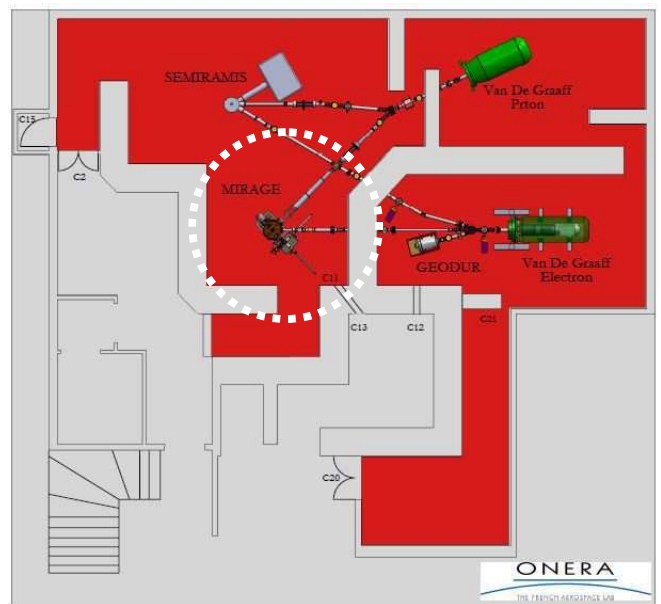 SEMIRAMIS
Van De Graaff
Prton
C15
C2
MIRAGE
GEODUR
Van De Graaff
Electron
C11
C13
C12
C21
C20
ONERA
THE FRENCH AEROSPACE LAB